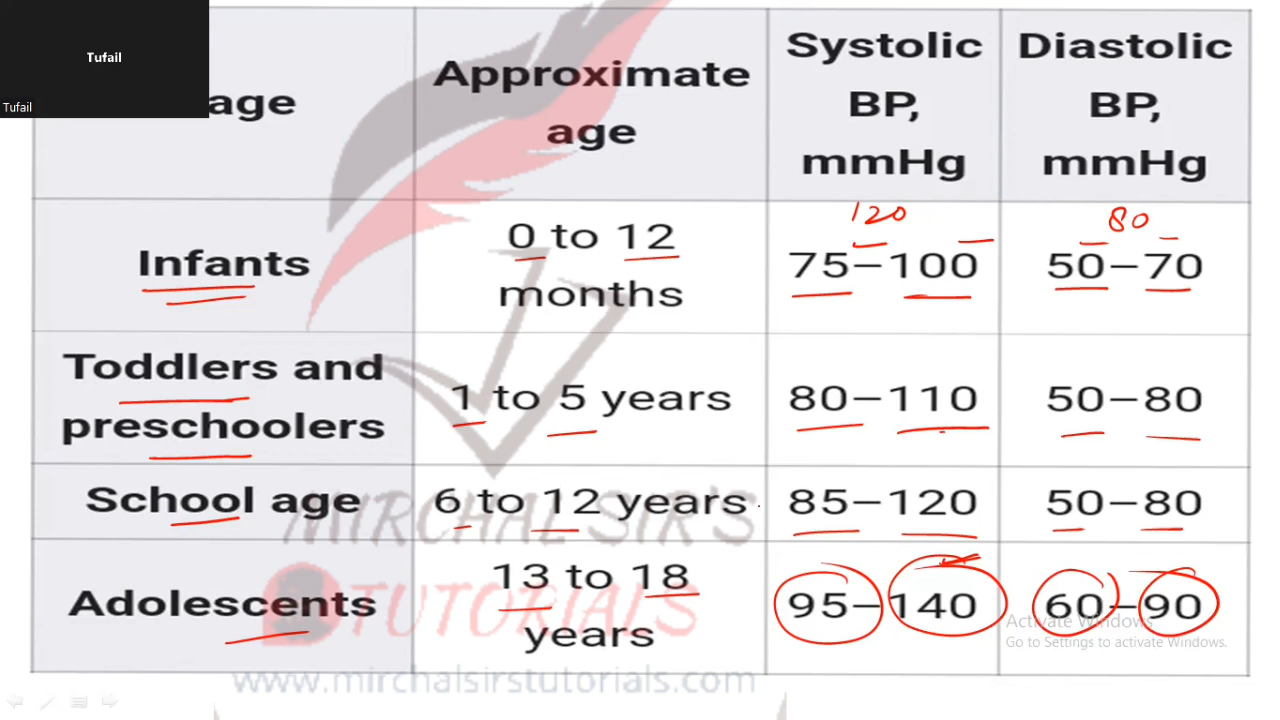 Tufail
Tufail
age
Approximate
age
Systolic
BP,
mmHg
Diastolic
BP,
mmHg
120
80
Infants
0 to 12
months
75–100
50–70
Toddlers and
preschoolers
1 to 5 years
80–110
50–80
School age
6 to 12 years
85–120
50–80
Adolescents
13 to 18
years
95–140
60–90
MIRCHAL SIR'S
TUTORIALS
Activate Windows
Go to Settings to activate Windows.
www.mirchalsirstutorials.com